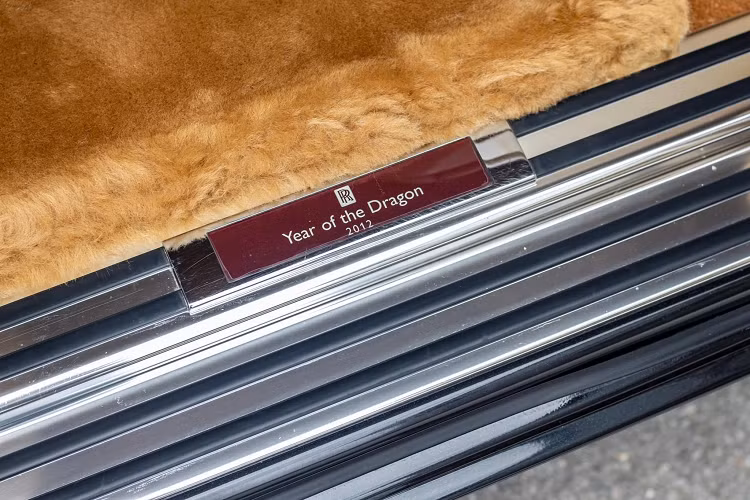 RR
Year of the Dragon
2012